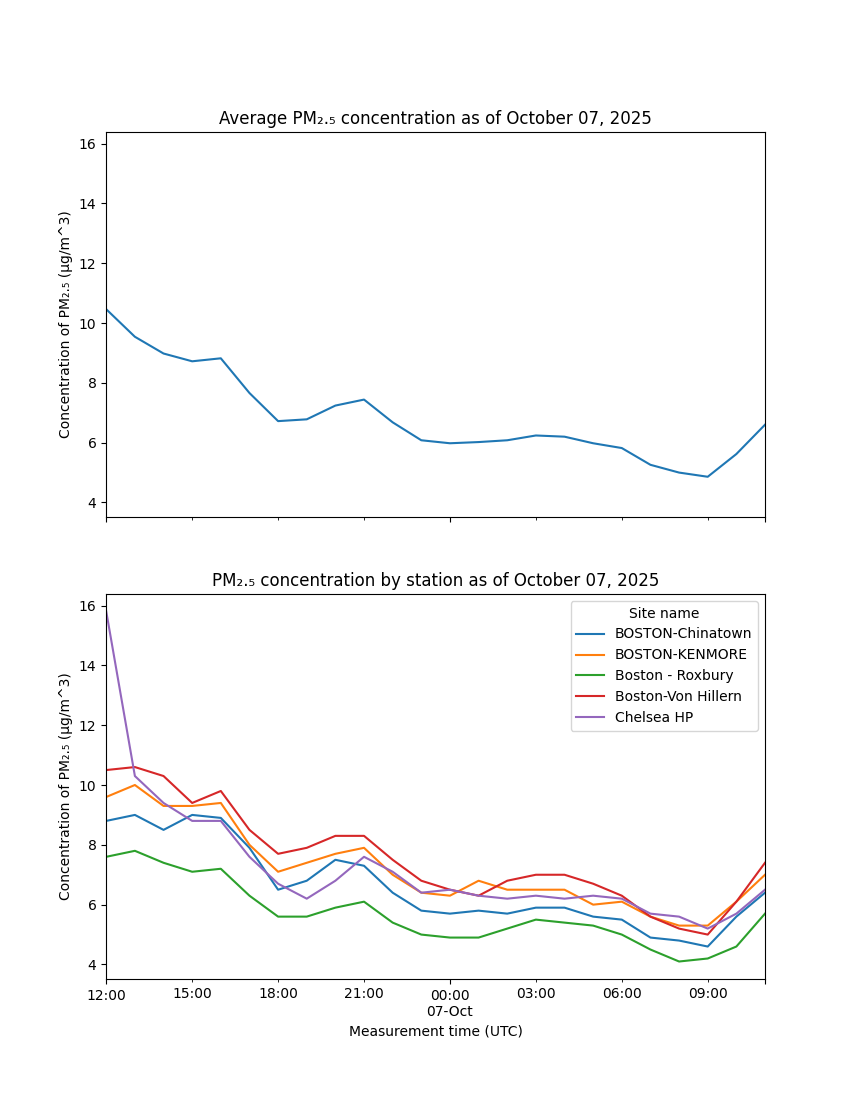 Average PM₂.₅ concentration as of October 07, 2025
Concentration of PM₂.₅ (µg/m^3)
16
14
12
10
8
6
4
PM₂.₅ concentration by station as of October 07, 2025
Concentration of PM₂.₅ (µg/m^3)
16
14
12
10
8
6
4
Site name
BOSTON-Chinatown
BOSTON-KENMORE
Boston - Roxbury
Boston-Von Hillern
Chelsea HP
12:00 15:00 18:00 21:00 00:00 03:00 06:00 09:00
07-Oct
Measurement time (UTC)